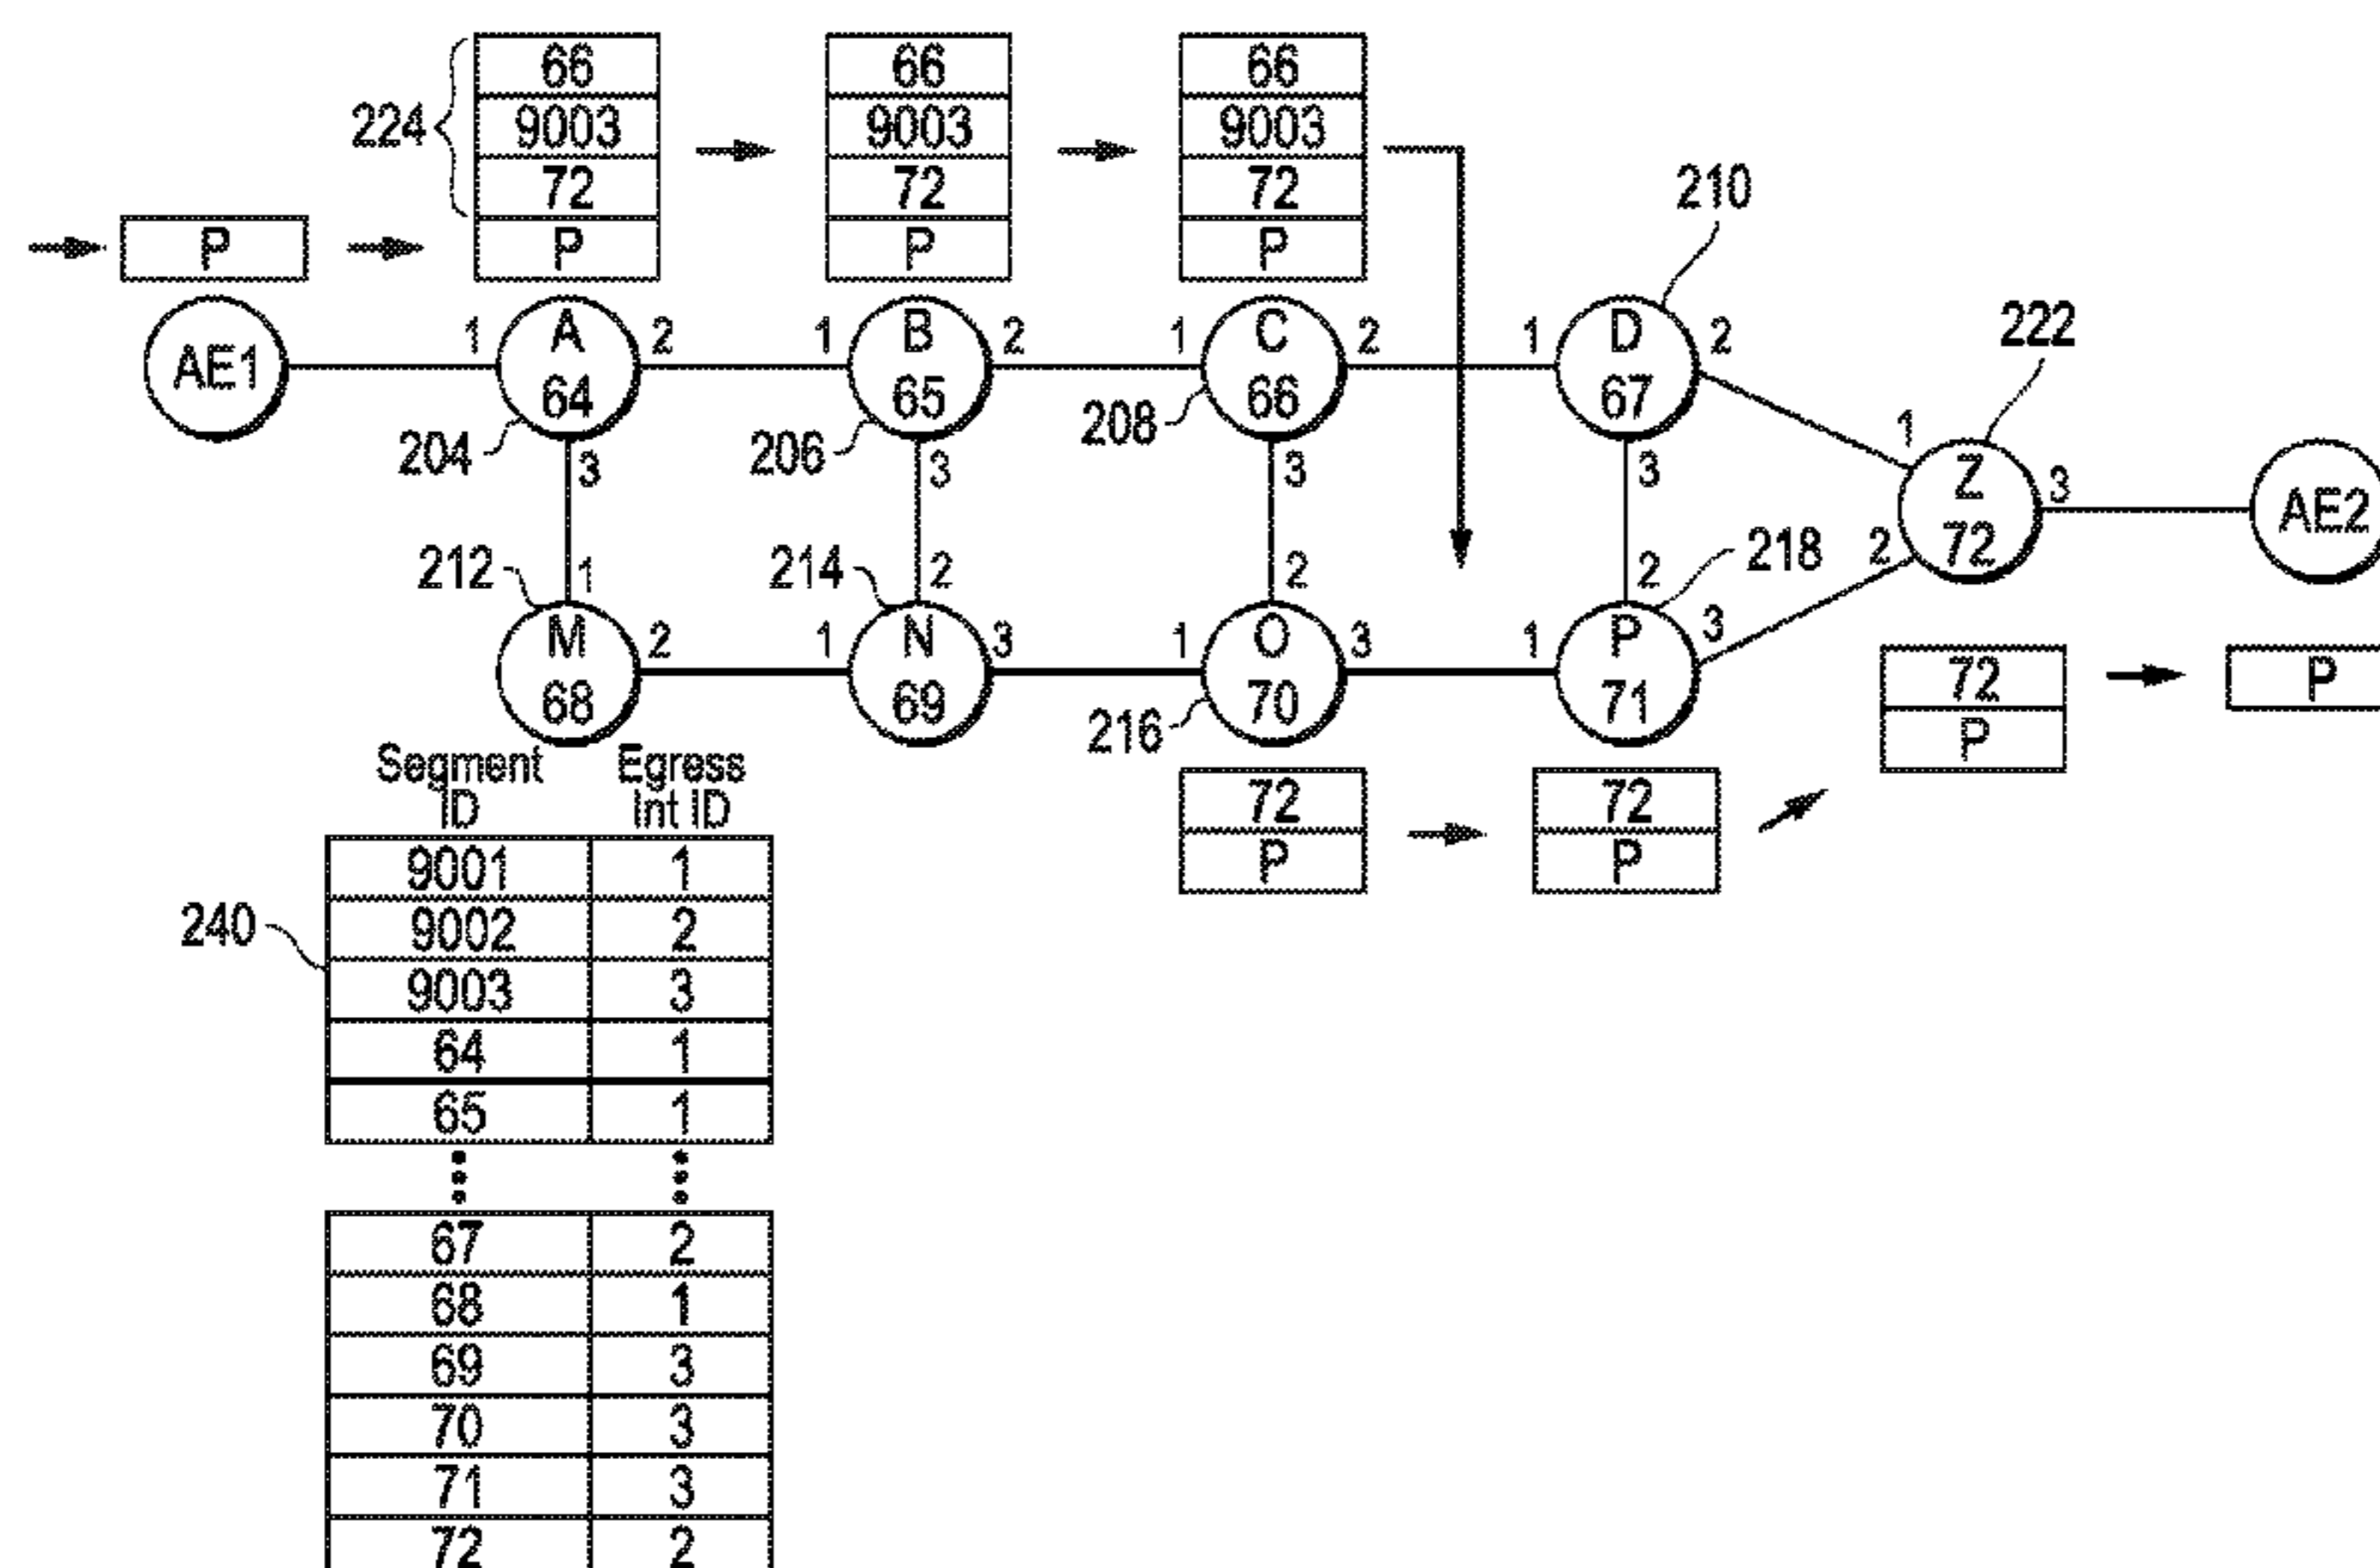 66 66 66
224 9003 9003 9003
72 72 72
P P P P
210
AE1
1 A 2 1 B 2 1 C 2 1 D 2
64 65 66 67
204 3 206 3 208 3 3
222
1 Z 3
72
2
AE2
212 1 214 2 2 2 218
M 2 1 N 3 1 O 3 1 P 3
68 69 70 71
216
72 72 72
P P P P
Segment Egress
ID Int ID
240
9001 1
9002 2
9003 3
64 1
65 1
67 2
68 1
69 3
70 3
71 3
72 2